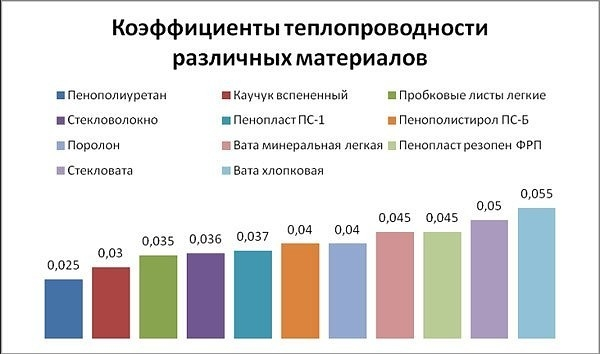 Коэффициенты теплопроводности
различных материалов
Пенополиуретан
Каучук вспененный
Пробковые листы легкие
Стекловолокно
Пенопласт ПС-1
Пенополистирол ПС-Б
Поролон
Вата минеральная легкая
Пенопласт резопен ФРП
Стекловата
Вата хлопковая
0,025
0,03
0,035
0,036
0,037
0,04
0,04
0,045
0,045
0,05
0,055